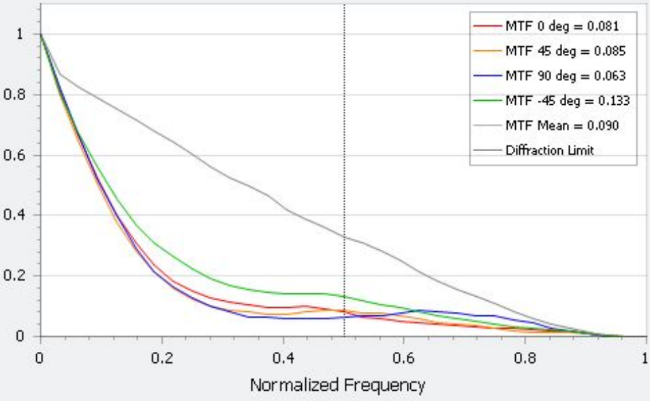 MTF 0 deg = 0.081
MTF 45 deg = 0.085
MTF 90 deg = 0.063
MTF -45 deg = 0.133
MTF Mean = 0.090
Diffraction Limit
1
0.8
0.6
0.4
0.2
0
0 0.2 0.4 0.6 0.8 1
Normalized Frequency